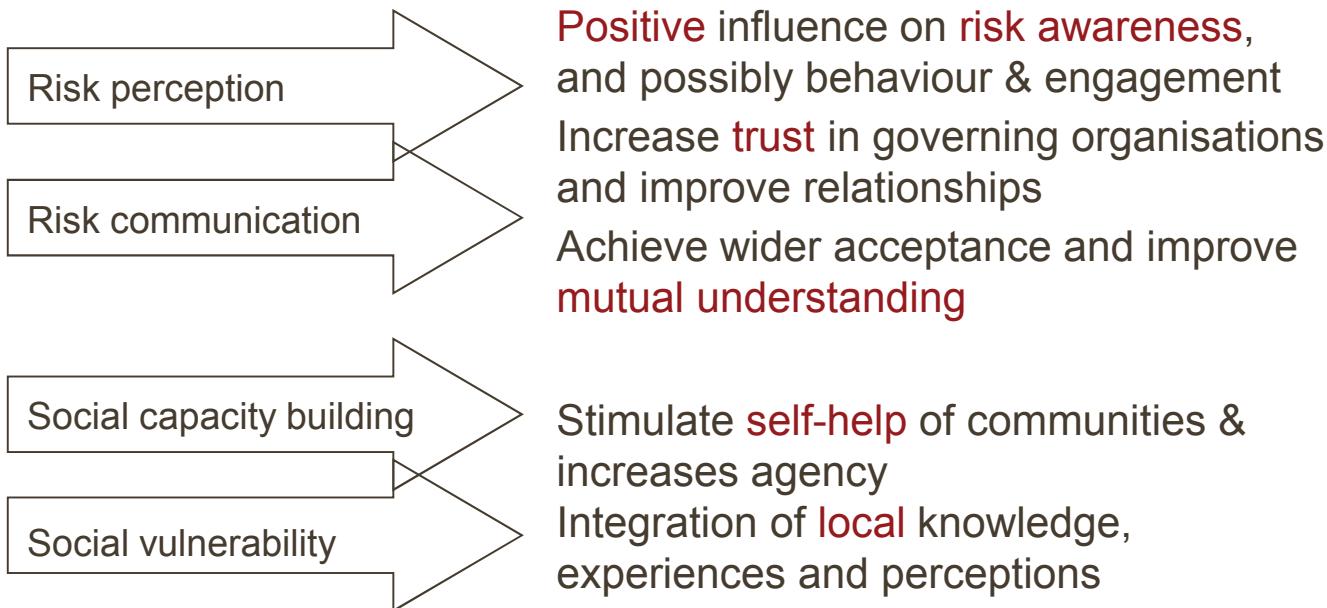 Risk perception
Risk communication
Positive influence on risk awareness,
and possibly behaviour & engagement
Increase trust in governing organisations
and improve relationships
Achieve wider acceptance and improve
mutual understanding
Social capacity building
Social vulnerability
Stimulate self-help of communities &
increases agency
Integration of local knowledge,
experiences and perceptions